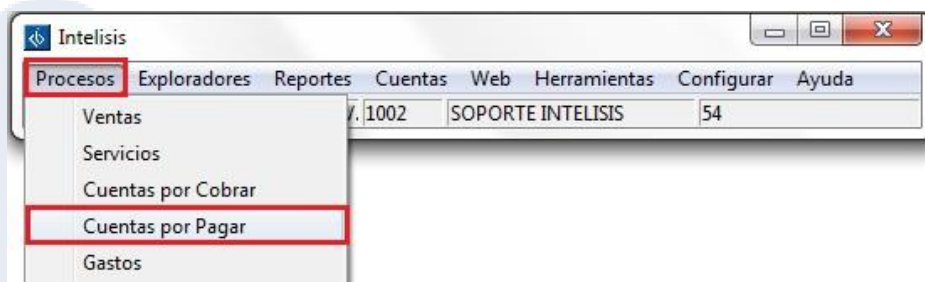 Intelisis
Procesos Exploradores Reportes Cuentas Web Herramientas Configurar Ayuda
V. 1002 SOPORTE INTELISIS 54
Ventas
Servicios
Cuentas por Cobrar
Cuentas por Pagar
Gastos